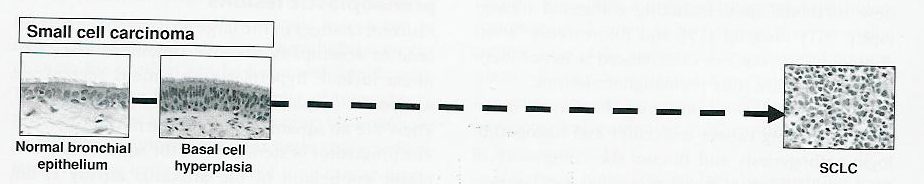 Small cell carcinoma
Normal bronchial
epithelium
Basal cell
hyperplasia
SCLC